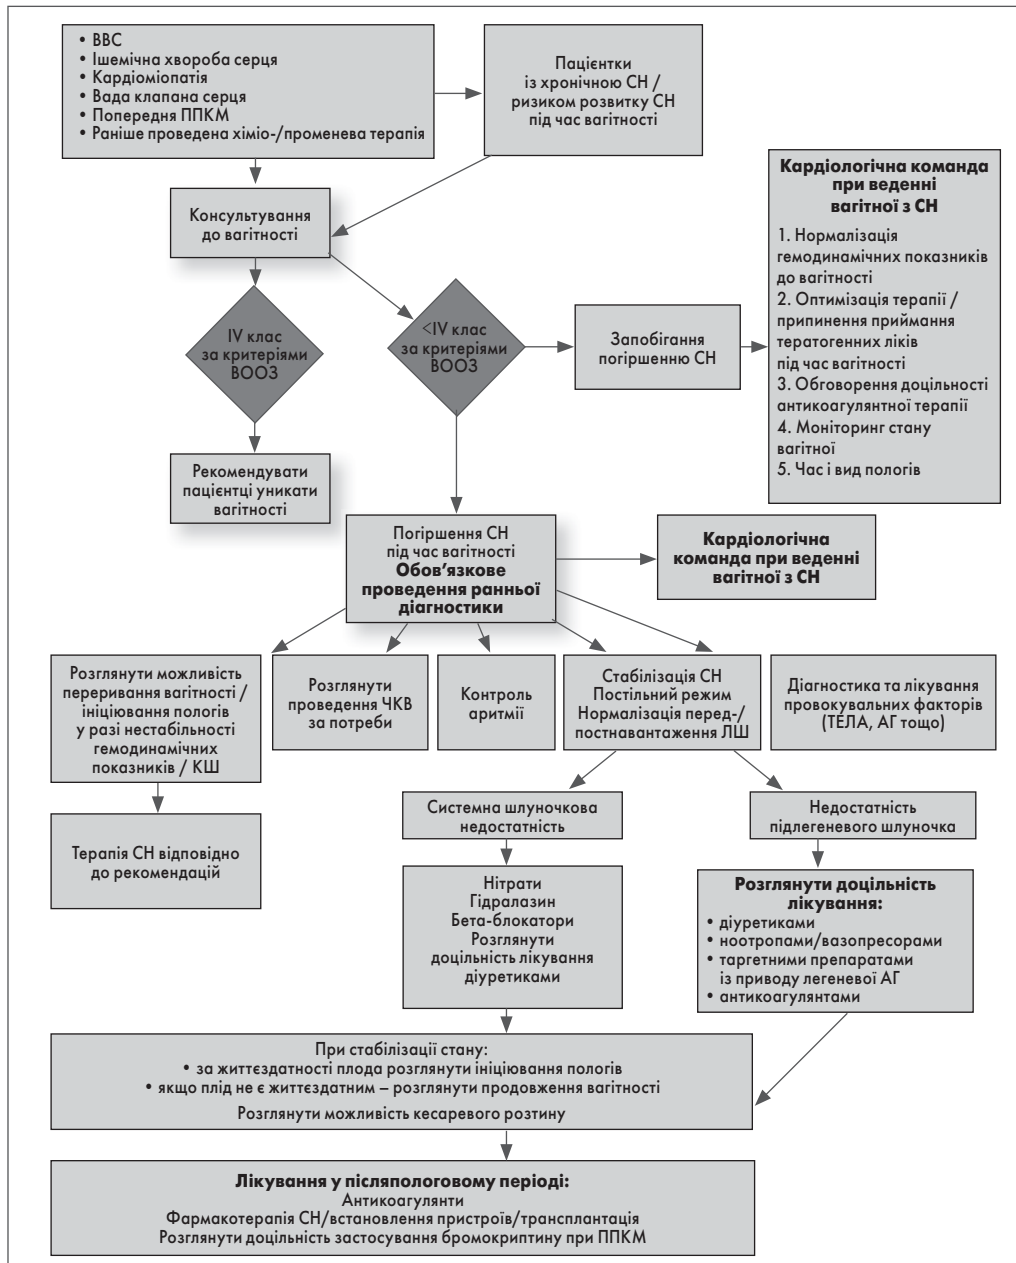 • ВВС
• Ішемічна хвороба серця
• Кардіоміопатія
• Вада клапана серця
• Попередня ППКМ
• Раніше проведена хіміо-/променева терапія
Пацієнтки
із хронічною СН /
ризиком розвитку СН
під час вагітності
Кардіологічна команда
при веденні
вагітної з СН
1. Нормалізація
гемодинамічних показників
до вагітності
2. Оптимізація терапії /
припинення приймання
тератогенних ліків
під час вагітності
3. Обговорення доцільності
антикоагулянтної терапії
4. Моніторинг стану
вагітної
5. Час і вид пологів
Консультування
до вагітності
IV клас
за критеріями
ВООЗ
<IV клас
за критеріями
ВООЗ
Запобігання
погіршенню СН
Рекомендувати
пацієнтці уникати
вагітності
Погіршення СН
під час вагітності
Обов’язкове
проведення ранньої
діагностики
Кардіологічна
команда при веденні
вагітної з СН
Розглянути можливість
переривання вагітності /
ініціювання пологів
у разі нестабільності
гемодинамічних
показників / КШ
Розглянути
проведення ЧКВ
за потреби
Контроль
аритмії
Стабілізація СН
Постільний режим
Нормалізація перед-/
постнавантаження ЛШ
Діагностика та лікування
провокувальних факторів
(ТЕЛА, АГ тощо)
Терапія СН відповідно
до рекомендацій
Системна шлуночкова
недостатність
Недостатність
підлегеневого шлуночка
Нітрати
Гідралазин
Бета-блокатори
Розглянути
доцільність лікування
діуретиками
Розглянути доцільність
лікування:
• діуретиками
• ноотропами/вазопресорами
• таргетними препаратами
із приводу легеневої АГ
• антикоагулянтами
При стабілізації стану:
• за життєздатності плода розглянути ініціювання пологів
• якщо плід не є життєздатним – розглянути продовження вагітності
Розглянути можливість кесаревого розтину
Лікування у післяпологовому періоді:
Антикоагулянти
Фармакотерапія СН/встановлення пристроїв/трансплантація
Розглянути доцільність застосування бромокриптину при ППКМ